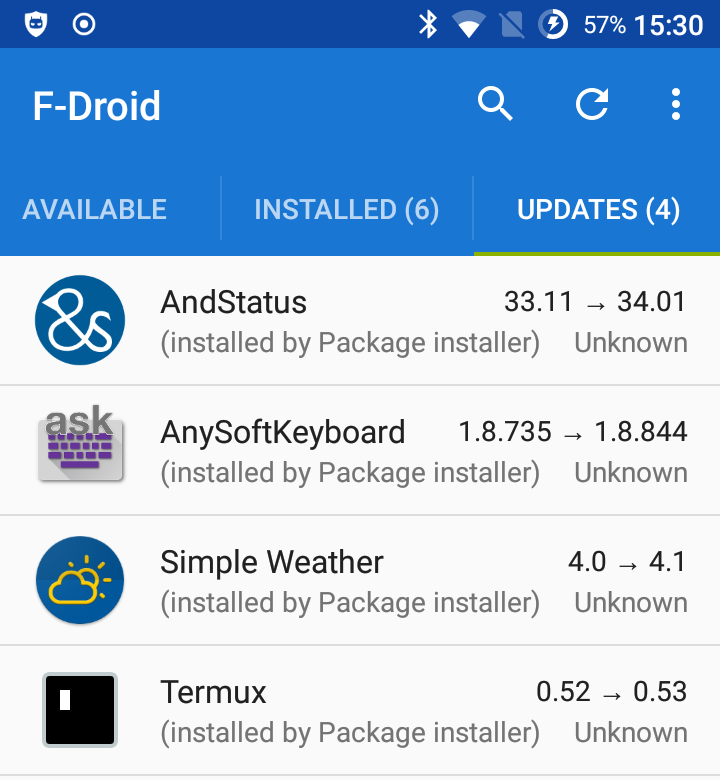 57% 15:30
F-Droid
AVAILABLE INSTALLED (6) UPDATES (4)
AndStatus 33.11 → 34.01
(installed by Package installer) Unknown
ask
AnySoftKeyboard 1.8.735 → 1.8.844
(installed by Package installer) Unknown
Simple Weather 4.0 → 4.1
(installed by Package installer) Unknown
Termux 0.52 → 0.53
(installed by Package installer) Unknown